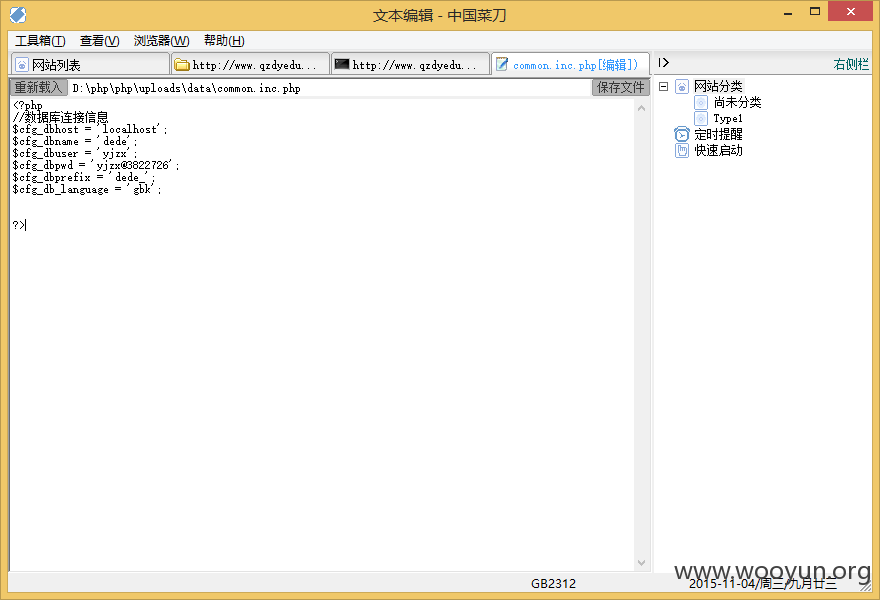 文本编辑 - 中国菜刀
工具箱(T) 查看(V) 浏览器(W) 帮助(H)
网站列表 http://www.qzdyedu... http://www.qzdyedu... common.inc.php[编辑]) 右侧栏
重新载入 D:\php\php\uploads\data\common.inc.php 保存文件
<?php
//数据库连接信息
$cfg_dbhost = 'localhost';
$cfg_dbname = 'dede';
$cfg_dbuser = 'yjzx';
$cfg_dbpwd = 'yjzx@3822726';
$cfg_dbprefix = 'dede_';
$cfg_db_language = 'gbk';
?>
网站分类
尚未分类
Type1
定时提醒
快速启动
GB2312
2015-11-04/周三/九月廿三
www.wooyun.org